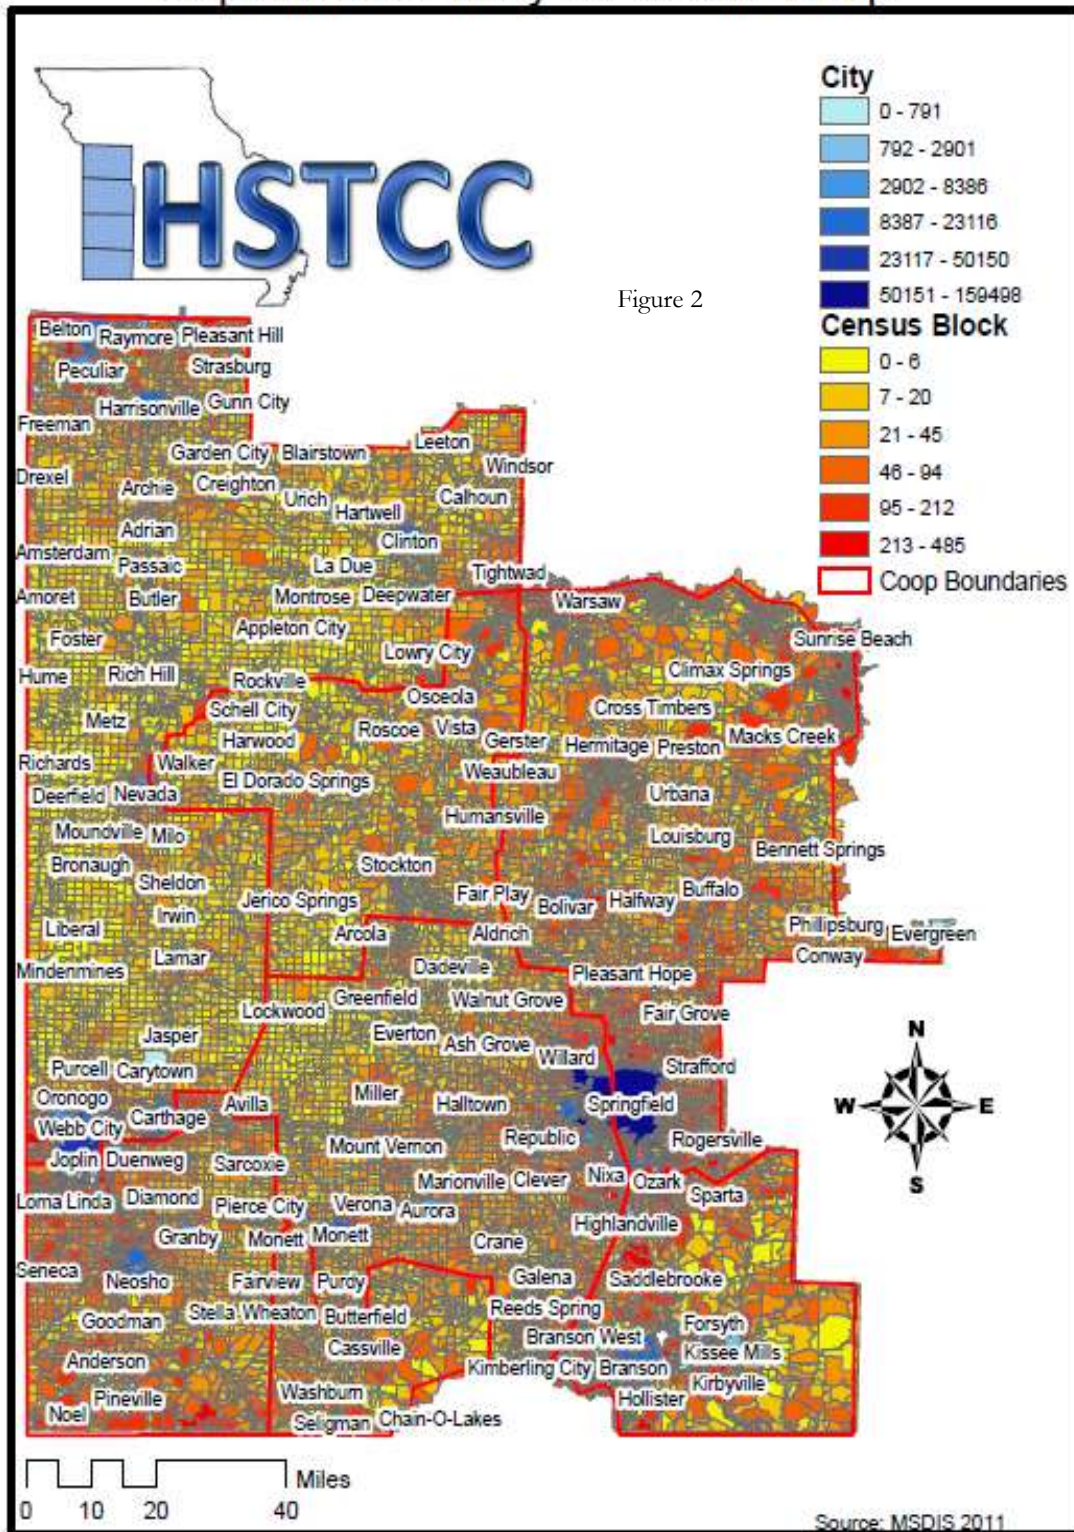 HSTCC
Figure 2
City
0 - 791
792 - 2901
2902 - 8386
8387 - 23116
23117 - 50150
50151 - 159498
Census Block
0 - 6
7 - 20
21 - 45
46 - 94
95 - 212
213 - 485
Coop Boundaries
Belton Raymore Pleasant Hill
Peculiar Strasburg
Harrisonville Gunn City
Freeman
Garden City Blairstown Leeton
Drexel Archie Creighton Urich Windsor
Hartwell Calhoun
Adrian Clinton
Amsterdam Passaic La Due Tightwad
Amoret Butler Montrose Deepwater Warsaw
Foster Appleton City Lowry City Sunrise Beach
Hume Rich Hill Rockville Osceola Climax Springs
Metz Schell City Roscoe Vista Cross Timbers
Harwood Gerster Hermitage Preston Macks Creek
Richards Walker El Dorado Springs Weaubleau
Deerfield Nevada Humansville Urbana
Moundville Milo Louisburg
Bronaugh Stockton Bennett Springs
Sheldon Jerico Springs Fair Play Bolivar Halfway Buffalo
Liberal Irwin Arcola Aldrich Phillipsburg Evergreen
Mindenmines Lamar Dadeville Pleasant Hope Conway
Lockwood Greenfield Walnut Grove Fair Grove
Jasper Everton Ash Grove Willard
Purcell Carytown Strafford
Oronogo Carthage Avilla Miller Halltown Springfield
Webb City Mount Vernon Republic Rogersville
Joplin Duenweg Sarcoxie
Loma Linda Diamond Pierce City Marionville Clever Nixa Ozark Sparta
Verona Aurora
Granby Monett Monett Crane Highlandville
Seneca Neosho Fairview Purdy Galena Saddlebrooke
Goodman Stella Wheaton Butterfield Reeds Spring Forsyth
Cassville Branson West Kissee Mills
Anderson Kimberling City Branson
Pineville Washburn Hollister Kirbyville
Noel Seligman Chain-O-Lakes
N
W E
S
Miles
0 10 20 40
Source: MSDIS 2011